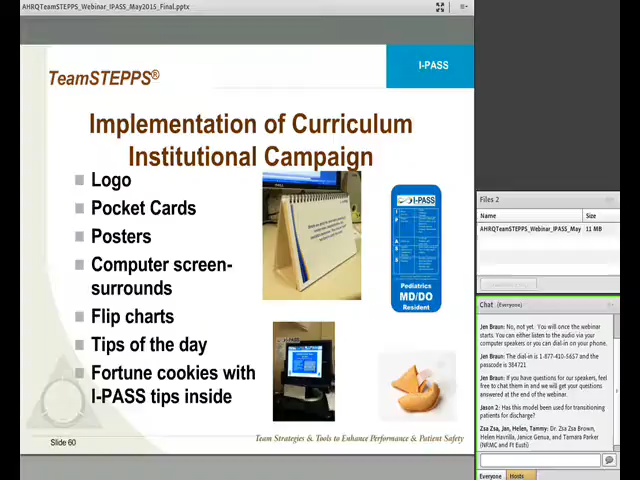 AHRQTeamSTEPPS_Webinar_IPASS_May2015_Final.pptx
TeamSTEPPS®
I-PASS
Implementation of Curriculum
Institutional Campaign
Logo
Pocket Cards
Posters
Computer screen-
surrounds
Flip charts
Tips of the day
Fortune cookies with
I-PASS tips inside
I-PASS
I
P
A
S
S
Pediatrics
MD/DO
Resident
I-PASS
Slide 60
Team Strategies & Tools to Enhance Performance & Patient Safety
Files 2
Name
Size
AHRQTeamSTEPPS_Webinar_IPASS_May
11 MB
Chat (Everyone)
Jen Braun: No, not yet. You will once the webinar
starts. You can either listen to the audio via your
computer speakers or you can dial-in on your phone.
Jen Braun: The dial-in is 1-877-410-5657 and the
passcode is 384721
Jen Braun: If you have questions for our speakers, feel
free to chat them in and we will get your questions
answered at the end of the webinar.
Jason 2: Has this model been used for transitioning
patients for discharge?
Zsa Zsa, Jan, Helen, Tammy: Dr. Zsa Zsa Brown,
Helen Havrilla, Janice Genua, and Tamara Parker
(NRMC and Ft Eusti)
Everyone
Hosts